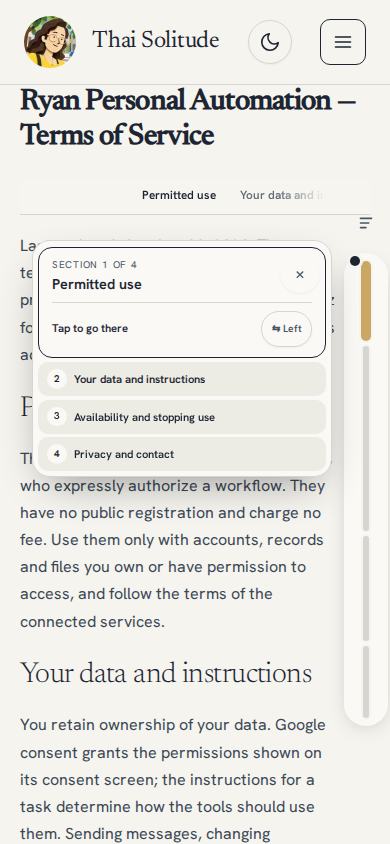 Thai Solitude
Ryan Personal Automation —
Terms of Service
Permitted use
Your data and in
SECTION 1 OF 4
Permitted use
Tap to go there
⇆ Left
2 Your data and instructions
3 Availability and stopping use
4 Privacy and contact
who expressly authorize a workflow. They
have no public registration and charge no
fee. Use them only with accounts, records
and files you own or have permission to
access, and follow the terms of the
connected services.
Your data and instructions
You retain ownership of your data. Google
consent grants the permissions shown on
its consent screen; the instructions for a
task determine how the tools should use
them. Sending messages, changing